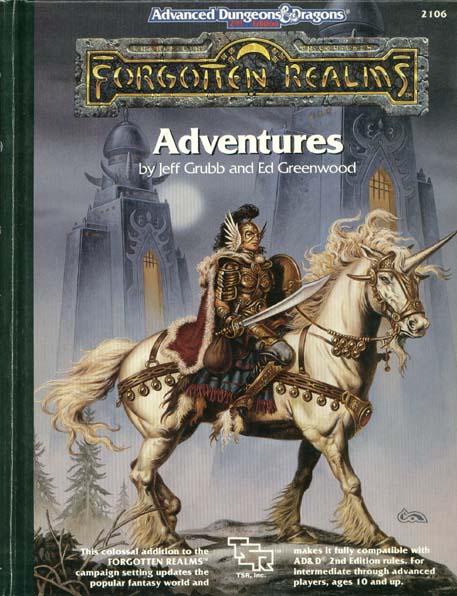 Advanced Dungeons & Dragons®
2nd Edition
2106
FORGOTTEN REALMS
Adventures
by Jeff Grubb and Ed Greenwood
This colossal addition to the
FORGOTTEN REALMS™
campaign setting updates the
popular fantasy world and
TSR™
TSR, Inc.
makes it fully compatible with
AD&D® 2nd Edition rules. For
intermediate through advanced
players, ages 10 and up.